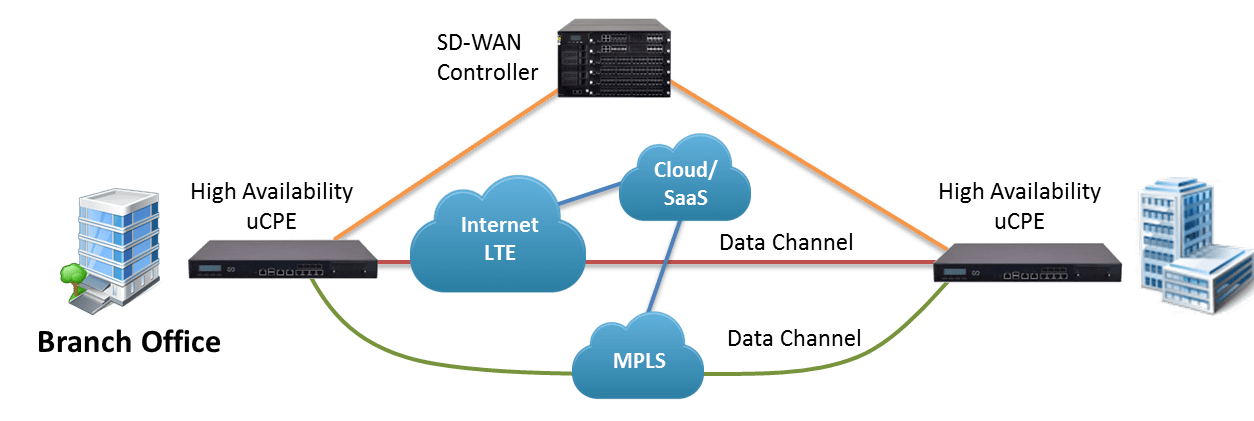 SD-WAN
Controller
Cloud/
SaaS
High Availability
uCPE
High Availability
uCPE
Internet
LTE
Data Channel
Branch Office
Data Channel
MPLS